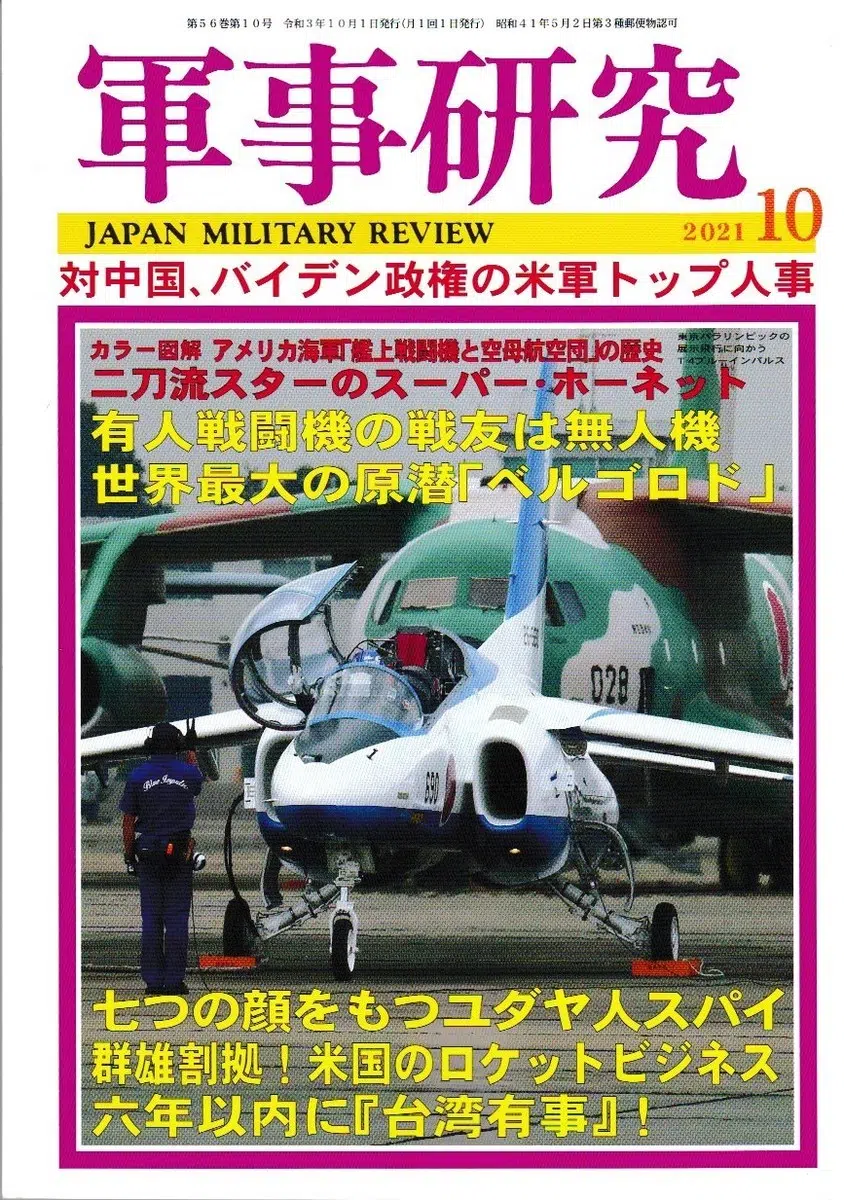 第56巻第10号 令和3年10月1日発行(月1回1日発行) 昭和41年5月2日第3種郵便物認可
軍事研究
JAPAN MILITARY REVIEW 2021 10
対中国、バイデン政権の米軍トップ人事
カラー図解 アメリカ海軍「艦上戦闘機と空母航空団」の歴史
東京パラリンピックの
展示飛行に向かう
T-4ブルーインパルス
二刀流スターのスーパー・ホーネット
有人戦闘機の戦友は無人機
世界最大の原潜「ベルゴロド」
028
1
690
Blue Impulse
七つの顔をもつユダヤ人スパイ
群雄割拠!米国のロケットビジネス
六年以内に『台湾有事』!